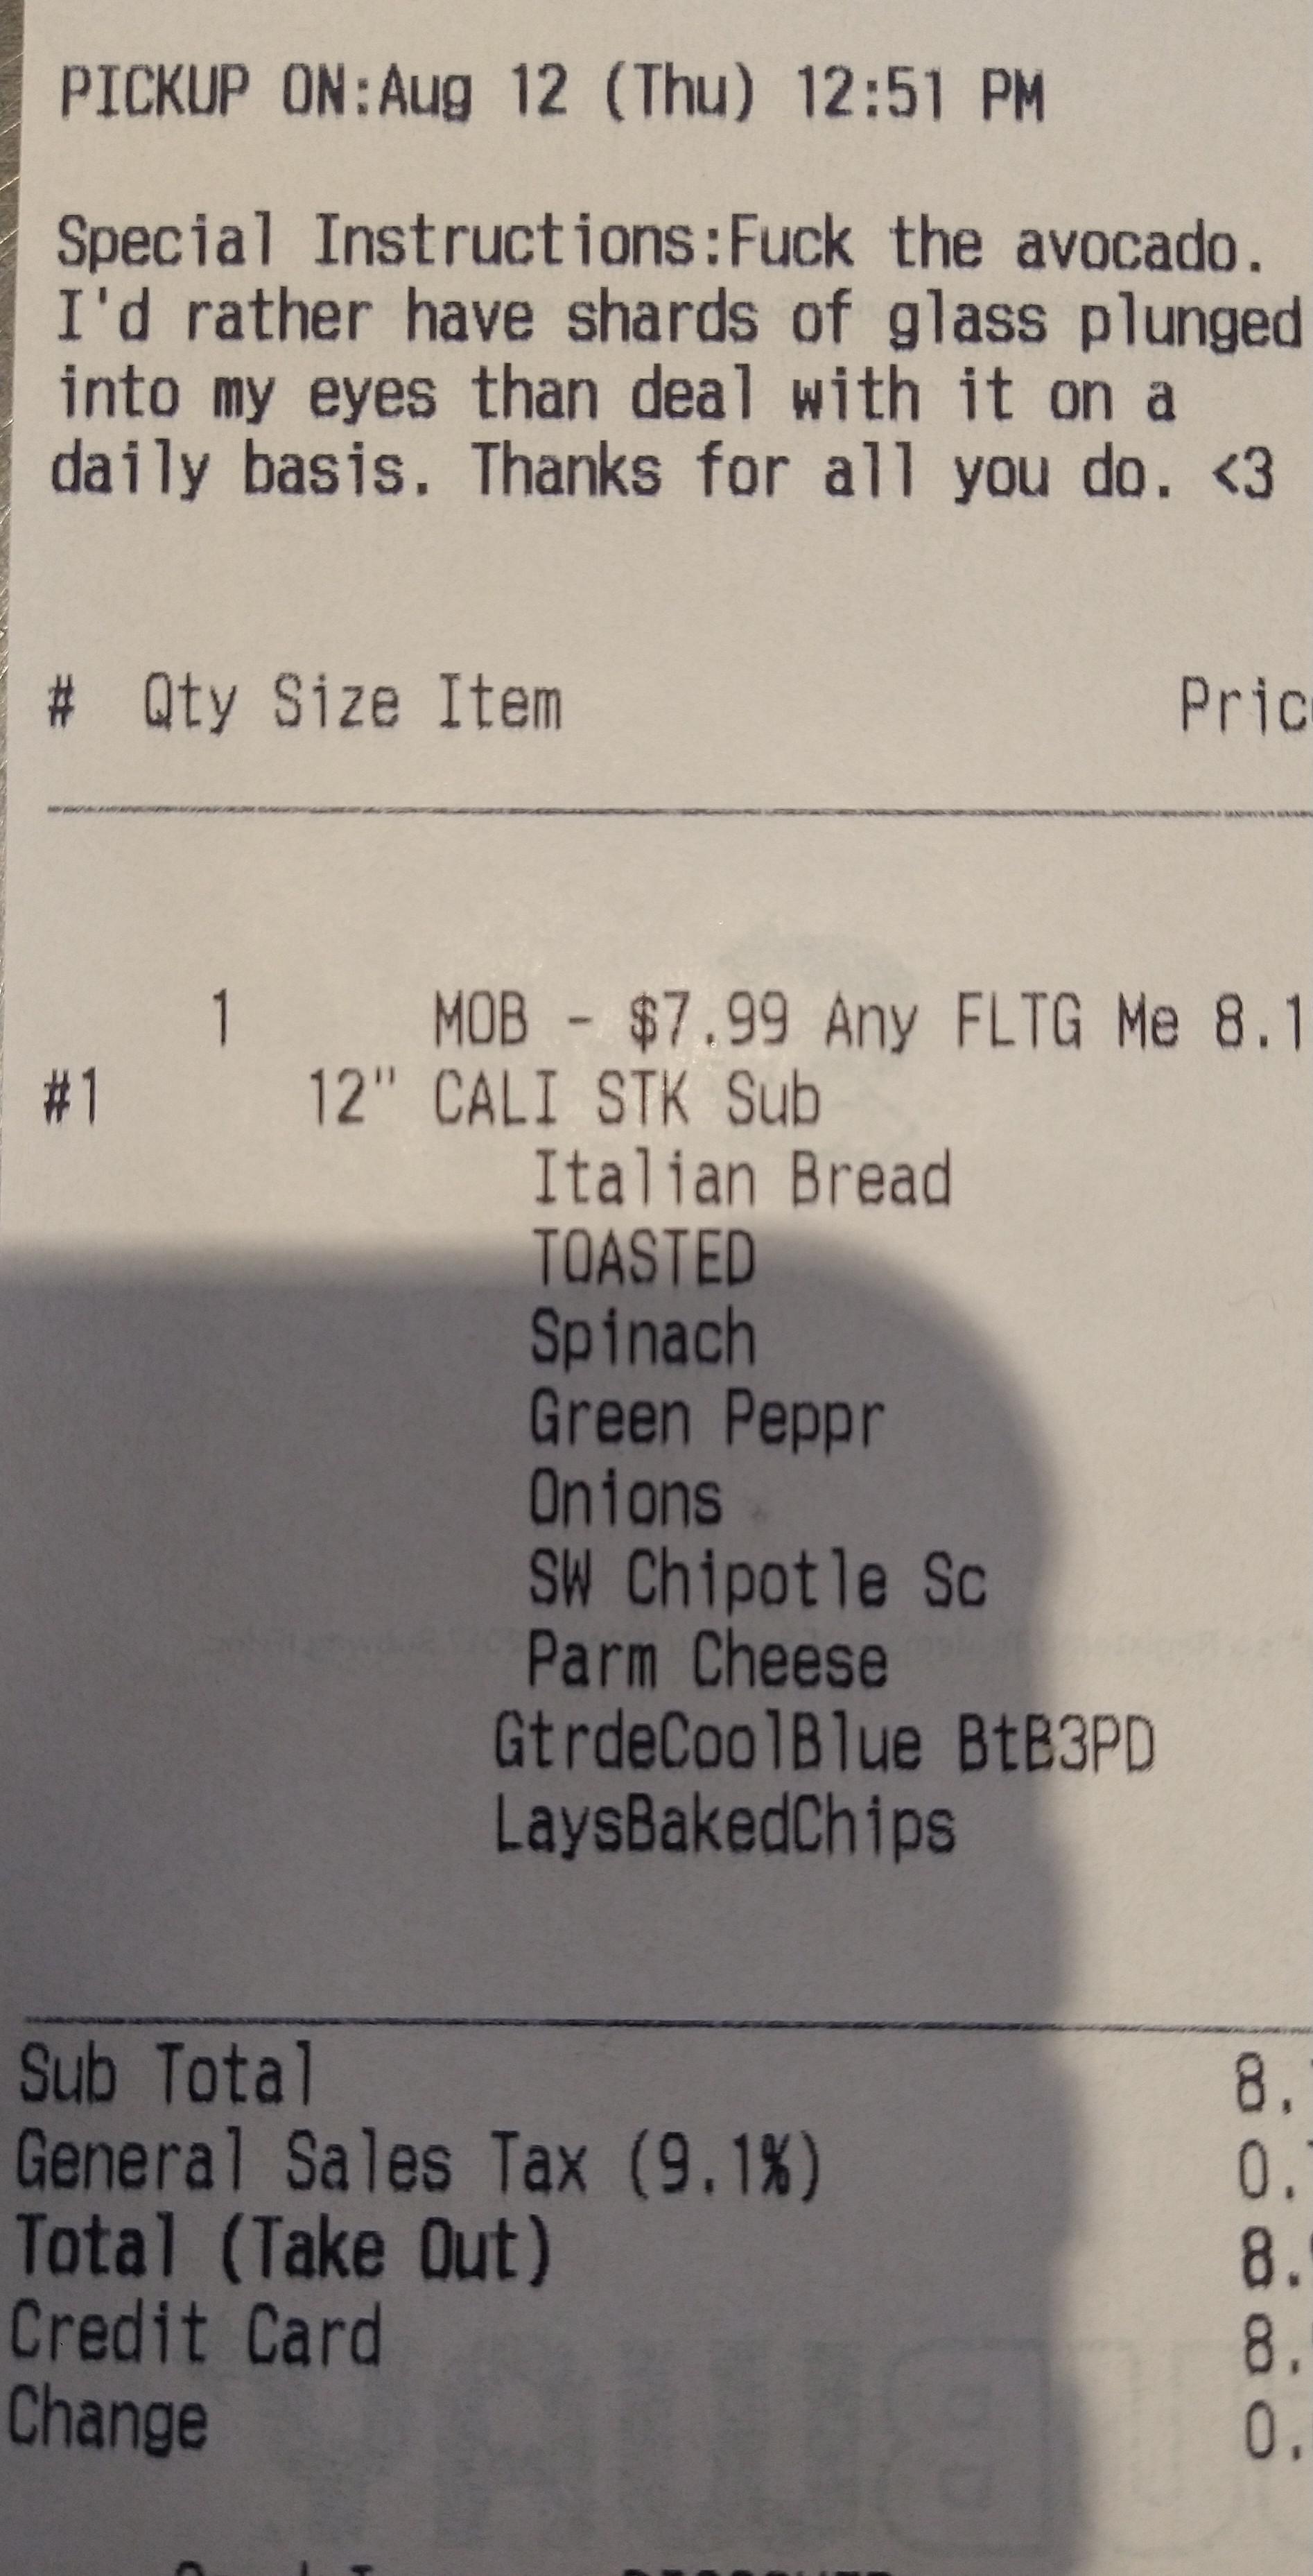 PICKUP ON:Aug 12 (Thu) 12:51 PM
Special Instructions:Fuck the avocado.
I'd rather have shards of glass plunged
into my eyes than deal with it on a
daily basis. Thanks for all you do. <3
# Qty Size Item
1 MOB - $7.99 Any FLTG Me 8.1
#1 12" CALI STK Sub
Italian Bread
TOASTED
Spinach
Green Peppr
Onions
SW Chipotle Sc
Parm Cheese
GtrdeCoolBlue BtB3PD
LaysBakedChips
Sub Total 8.
General Sales Tax (9.1%) 0.
Total (Take Out) 8.
Credit Card 8.
Change 0.